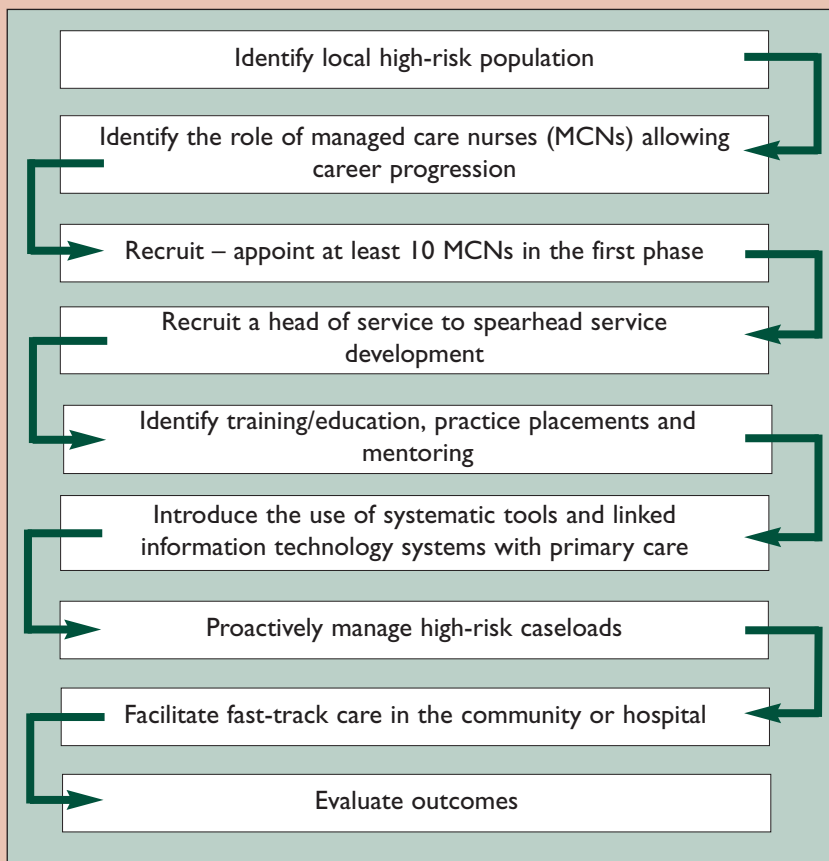 Identify local high-risk population
Identify the role of managed care nurses (MCNs) allowing
career progression
Recruit – appoint at least 10 MCNs in the first phase
Recruit a head of service to spearhead service
development
Identify training/education, practice placements and
mentoring
Introduce the use of systematic tools and linked
information technology systems with primary care
Proactively manage high-risk caseloads
Facilitate fast-track care in the community or hospital
Evaluate outcomes